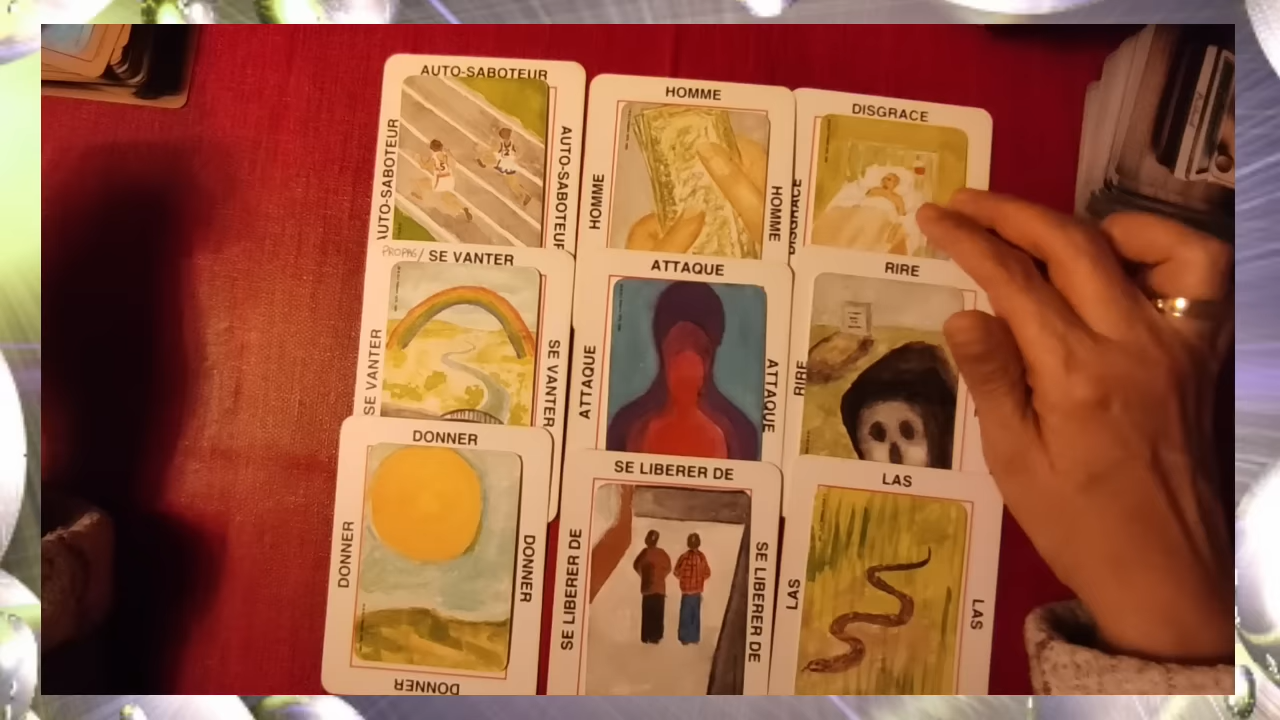 AUTO-SABOTEUR
AUTO-SABOTEUR
AUTO-SABOTEUR
HOMME
HOMME
HOMME
DISGRACE
DISGRACE
PROPAG / SE VANTER
SE VANTER
SE VANTER
ATTAQUE
ATTAQUE
ATTAQUE
RIRE
RIRE
DONNER
DONNER
DONNER
DONNER
SE LIBERER DE
SE LIBERER DE
SE LIBERER DE
LAS
LAS
LAS